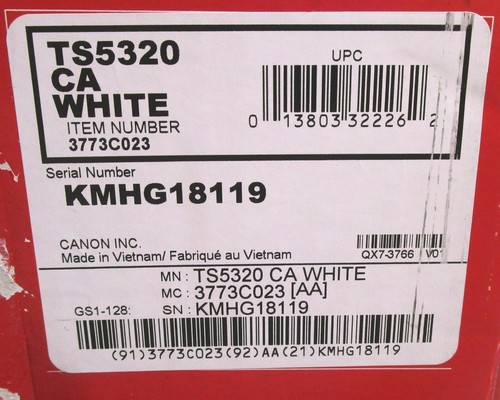 TS5320
CA
WHITE
ITEM NUMBER
3773C023
UPC
0 13803 32226 2
Serial Number
KMHG18119
CANON INC.
Made in Vietnam/ Fabriqué au Vietnam
QX7-3766 V01
MN : TS5320 CA WHITE
MC : 3773C023 [AA]
GS1-128: SN : KMHG18119
(91)3773C023(92)AA(21)KMHG18119